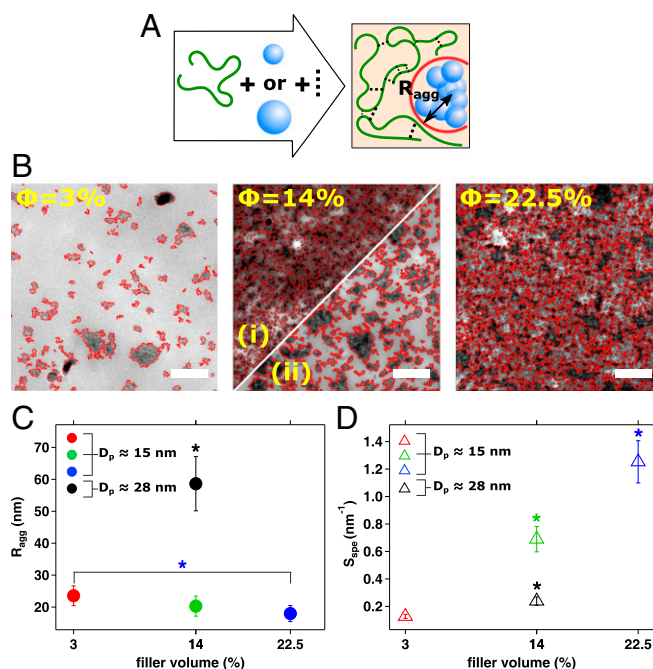 A
+ or +
R_agg
B
Φ=3%
Φ=14%
Φ=22.5%
(i)
(ii)
C
70
60
50
40
30
20
R_agg (nm)
D_p ≈ 15 nm
D_p ≈ 28 nm
*
*
3
14
22.5
filler volume (%)
D
1.4
1.2
1.0
0.8
0.6
0.4
0.2
S_spe (nm⁻¹)
D_p ≈ 15 nm
D_p ≈ 28 nm
*
*
*
3
14
22.5
filler volume (%)